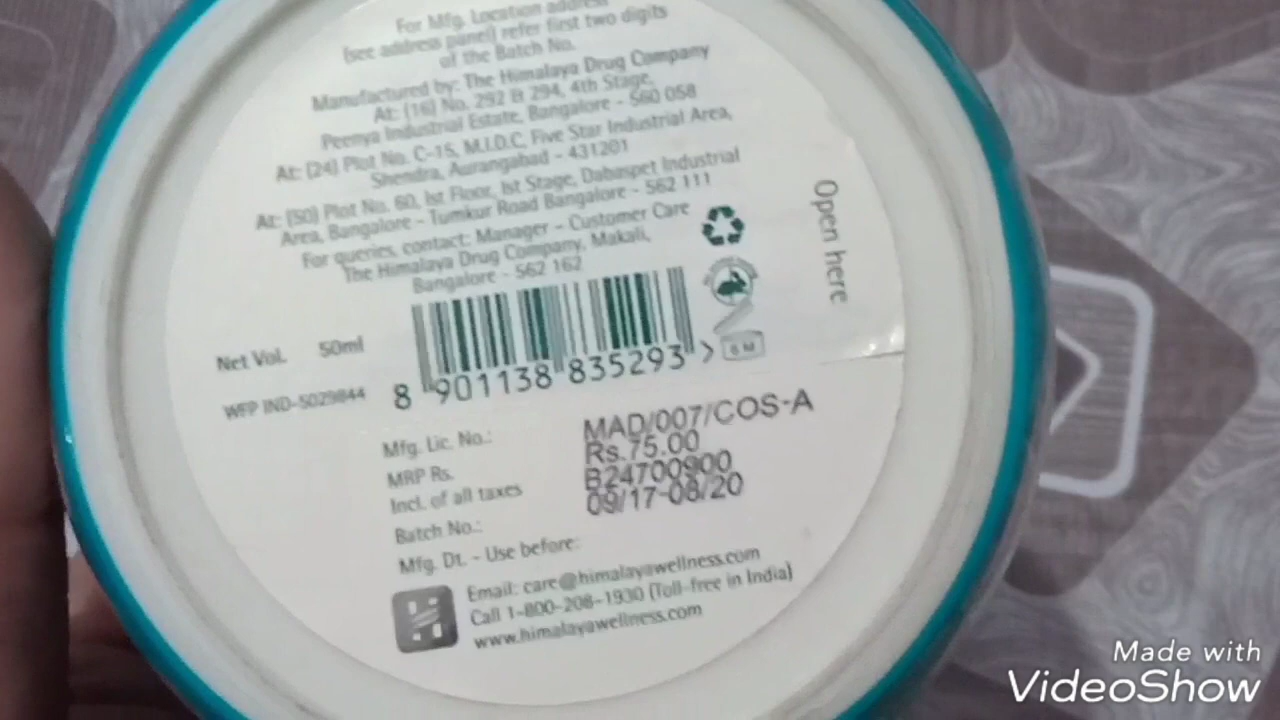 For Mfg. Location address
(see address panel) refer first two digits
of the Batch No.
Manufactured by: The Himalaya Drug Company
At: (16) No. 292 & 294, 4th Stage,
Peenya Industrial Estate, Bangalore - 560 058
At: (24) Plot No. C-15, M.I.D.C, Five Star Industrial Area,
Shendra, Aurangabad - 431201
At: (50) Plot No. 60, Ist Floor, Ist Stage, Dabaspet Industrial
Area, Bangalore - Tumkur Road Bangalore - 562 111
For queries, contact: Manager - Customer Care
The Himalaya Drug Company, Makali,
Bangalore - 562 162
Open here
Net Vol. 50ml
WFP IND-5029844
8 901138 835293 >
6 M
Mfg. Lic. No.: MAD/007/COS-A
MRP Rs. Rs.75.00
Incl. of all taxes
Batch No.: B24700900
Mfg. Dt. - Use before: 09/17-08/20
Email: care@himalayawellness.com
Call 1-800-208-1930 (Toll-free in India)
www.himalayawellness.com
Made with
VideoShow